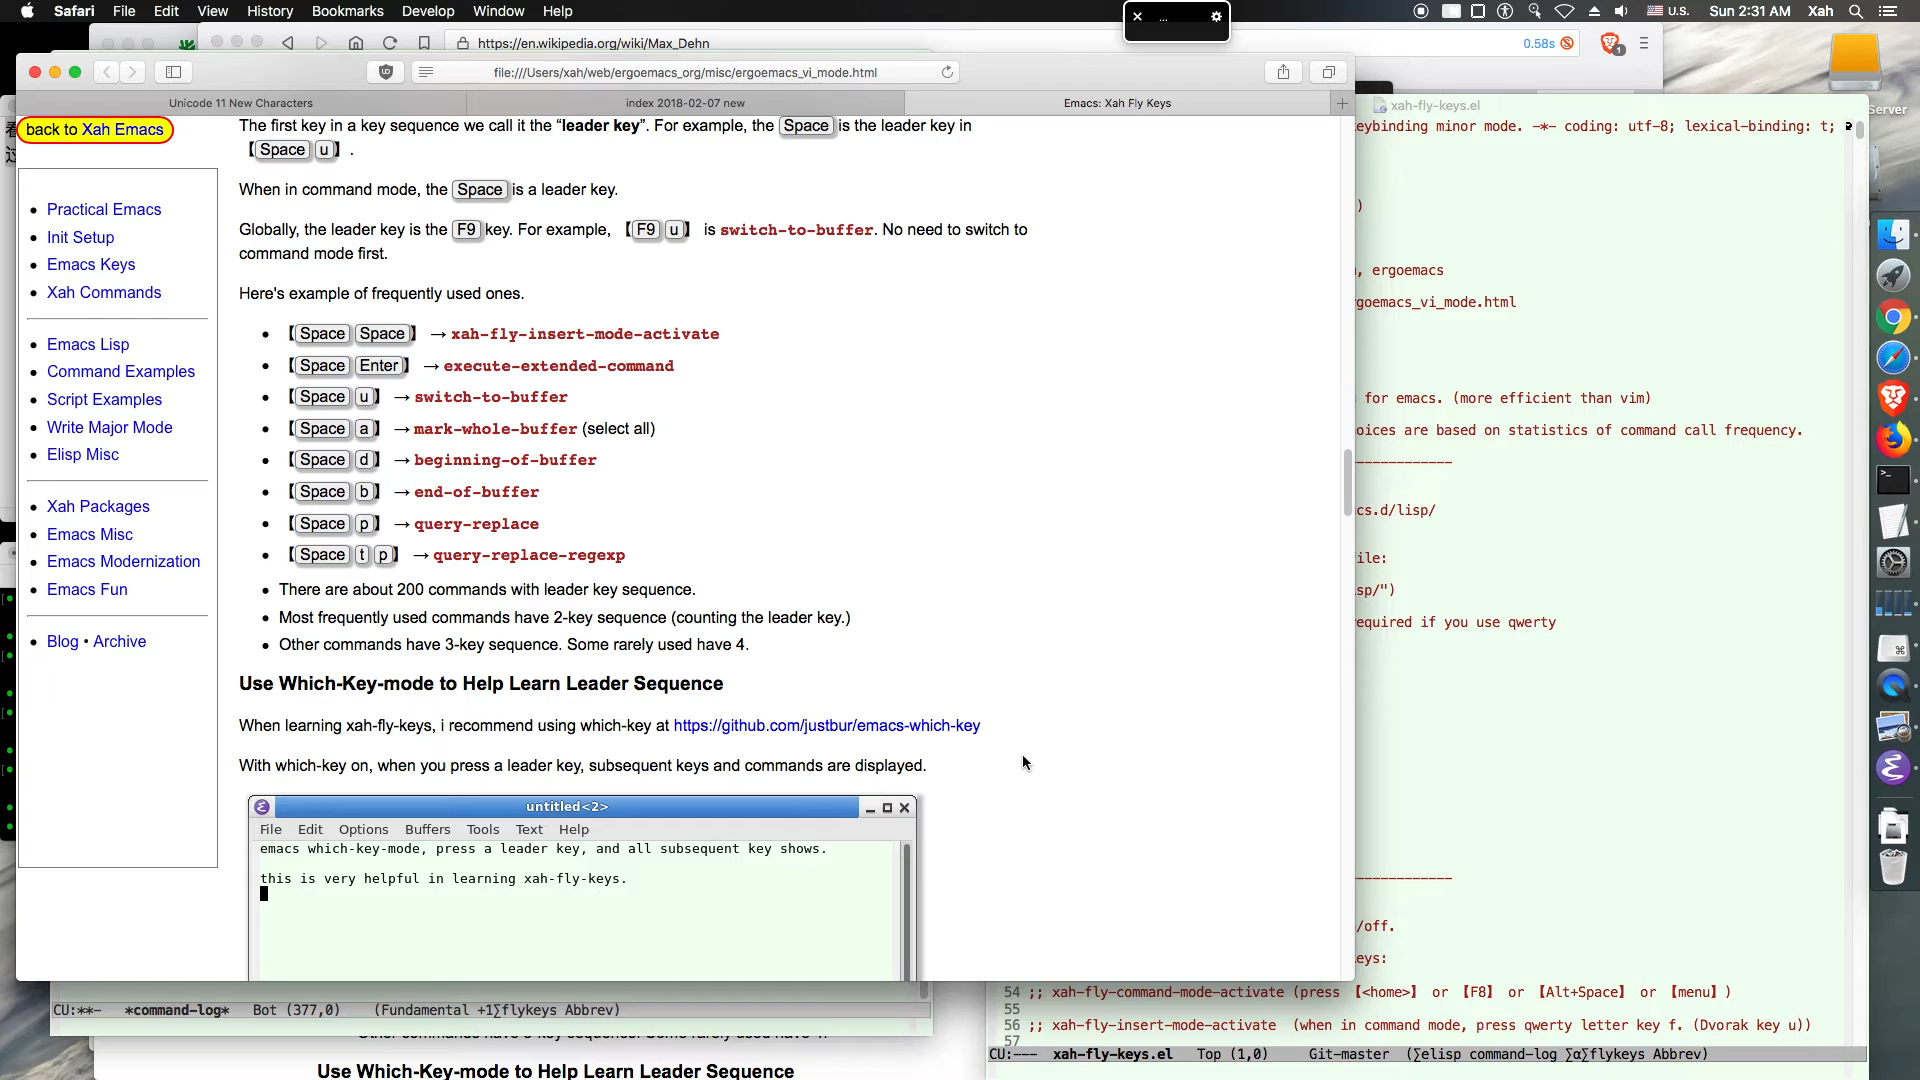 Safari File Edit View History Bookmarks Develop Window Help
... U.S. Sun 2:31 AM Xah
https://en.wikipedia.org/wiki/Max_Dehn 0.58s 1
file:///Users/xah/web/ergoemacs_org/misc/ergoemacs_vi_mode.html
Unicode 11 New Characters index 2018-02-07 new Emacs: Xah Fly Keys +
back to Xah Emacs
Practical Emacs
Init Setup
Emacs Keys
Xah Commands
Emacs Lisp
Command Examples
Script Examples
Write Major Mode
Elisp Misc
Xah Packages
Emacs Misc
Emacs Modernization
Emacs Fun
Blog • Archive
The first key in a key sequence we call it the “leader key”. For example, the Space is the leader key in
【Space u】 .
When in command mode, the Space is a leader key.
Globally, the leader key is the F9 key. For example, 【F9 u】 is switch-to-buffer. No need to switch to
command mode first.
Here's example of frequently used ones.
• 【Space Space】 → xah-fly-insert-mode-activate
• 【Space Enter】 → execute-extended-command
• 【Space u】 → switch-to-buffer
• 【Space a】 → mark-whole-buffer (select all)
• 【Space d】 → beginning-of-buffer
• 【Space b】 → end-of-buffer
• 【Space p】 → query-replace
• 【Space t p】 → query-replace-regexp
• There are about 200 commands with leader key sequence.
• Most frequently used commands have 2-key sequence (counting the leader key.)
• Other commands have 3-key sequence. Some rarely used have 4.
Use Which-Key-mode to Help Learn Leader Sequence
When learning xah-fly-keys, i recommend using which-key at https://github.com/justbur/emacs-which-key
With which-key on, when you press a leader key, subsequent keys and commands are displayed.
untitled<2>
File Edit Options Buffers Tools Text Help
emacs which-key-mode, press a leader key, and all subsequent key shows.
this is very helpful in learning xah-fly-keys.
CU:**- *command-log* Bot (377,0) (Fundamental +1∑flykeys Abbrev)
Use Which-Key-mode to Help Learn Leader Sequence
xah-fly-keys.el
Server
eybinding minor mode. -*- coding: utf-8; lexical-binding: t;
)
, ergoemacs
goemacs_vi_mode.html
for emacs. (more efficient than vim)
oices are based on statistics of command call frequency.
cs.d/lisp/
ile:
sp/")
equired if you use qwerty
/off.
eys:
54 ;; xah-fly-command-mode-activate (press 【<home>】 or 【F8】 or 【Alt+Space】 or 【menu】)
55
56 ;; xah-fly-insert-mode-activate (when in command mode, press qwerty letter key f. (Dvorak key u))
57
CU:--- xah-fly-keys.el Top (1,0) Git-master (∑elisp command-log ∑α∑flykeys Abbrev)